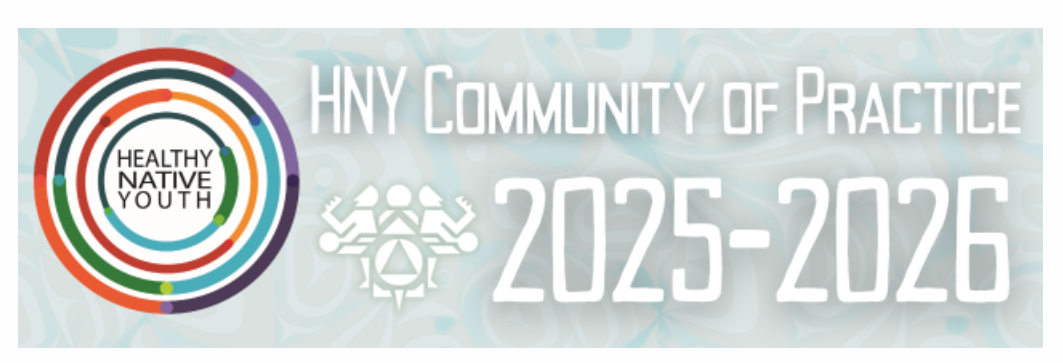 HEALTHY
NATIVE
YOUTH
HNY COMMUNITY OF PRACTICE
2025-2026